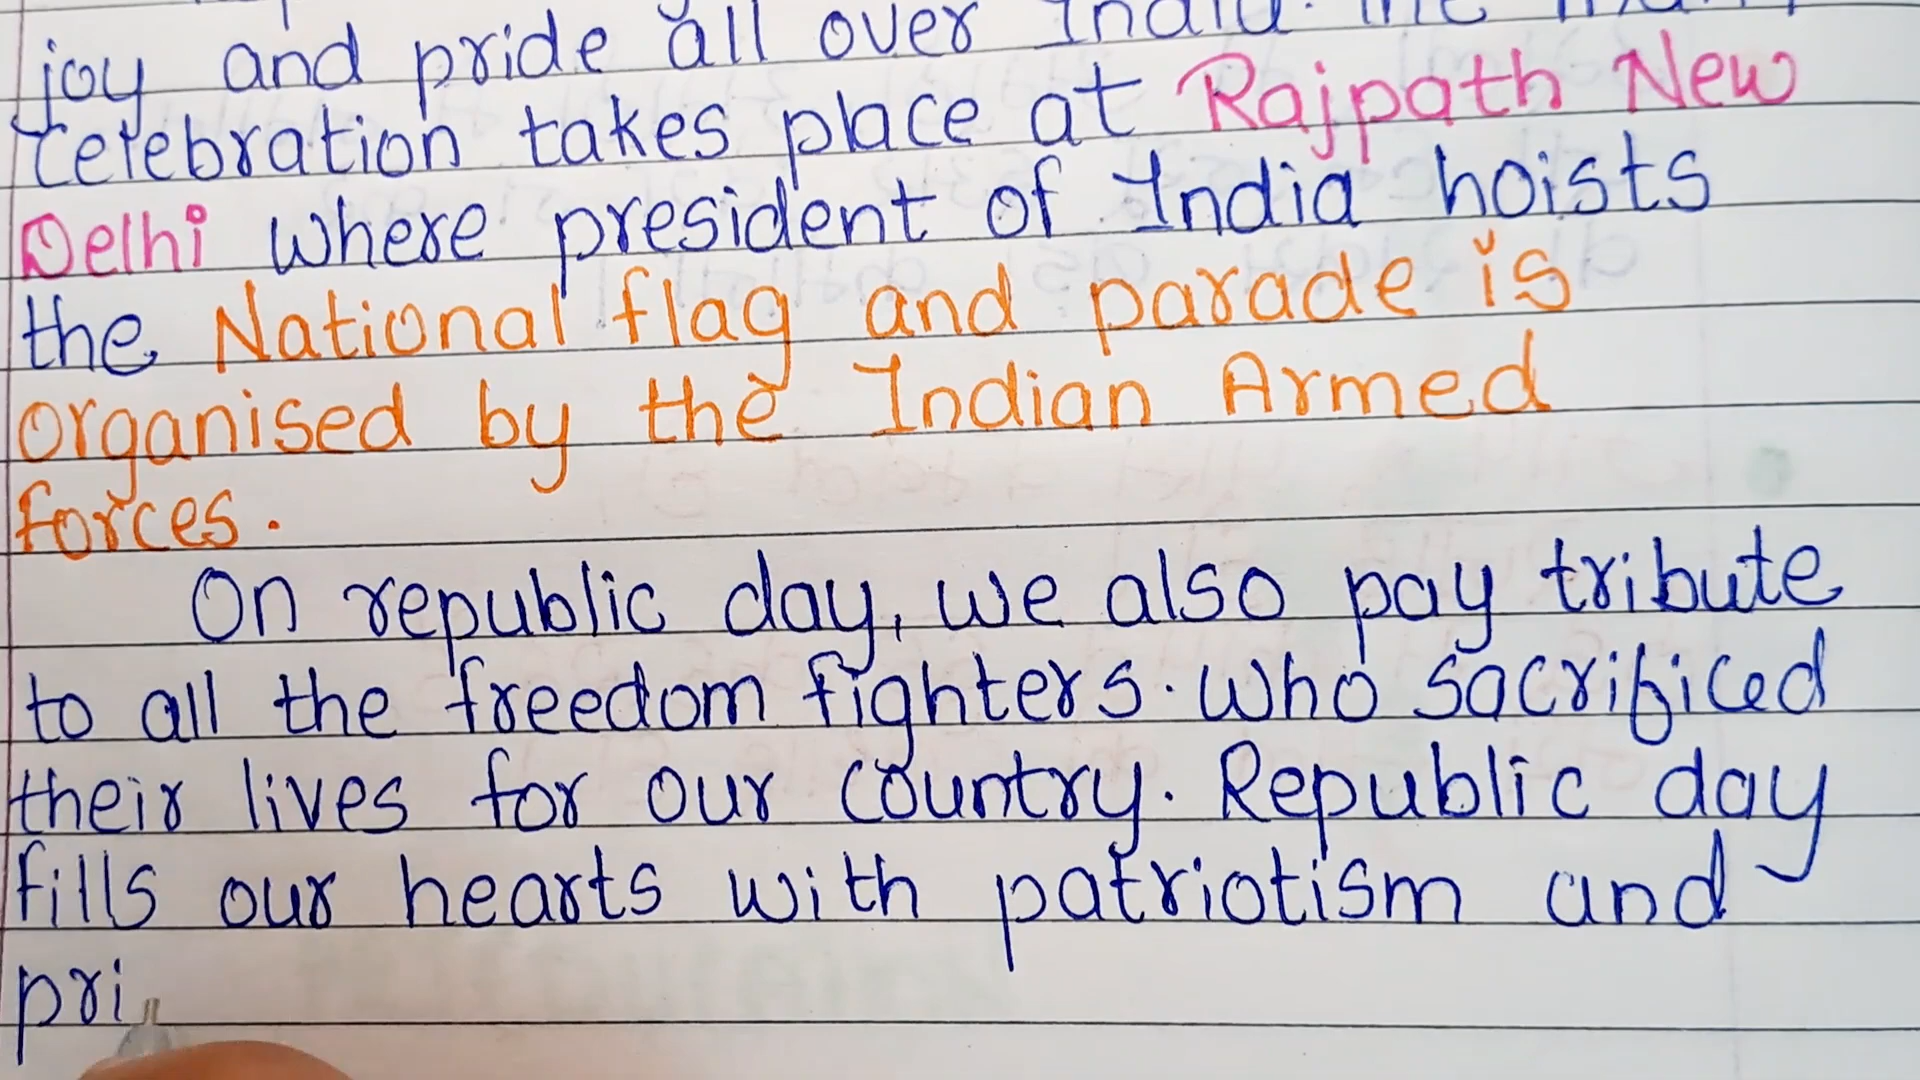 joy and pride all over India. The main
celebration takes place at Rajpath New
Delhi where president of India hoists
the National flag and parade is
organised by the Indian Armed
forces.
On republic day, we also pay tribute
to all the freedom fighters. who sacrificed
their lives for our country. Republic day
fills our hearts with patriotism and
pri